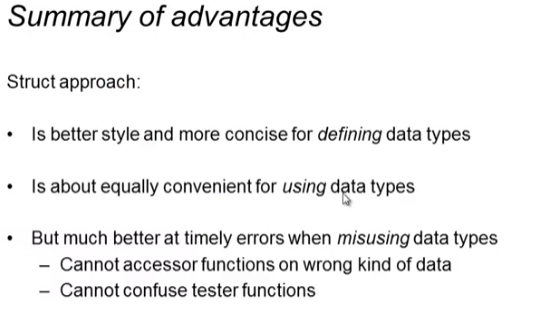 Summary of advantages
Struct approach:
• Is better style and more concise for defining data types
• Is about equally convenient for using data types
• But much better at timely errors when misusing data types
– Cannot accessor functions on wrong kind of data
– Cannot confuse tester functions